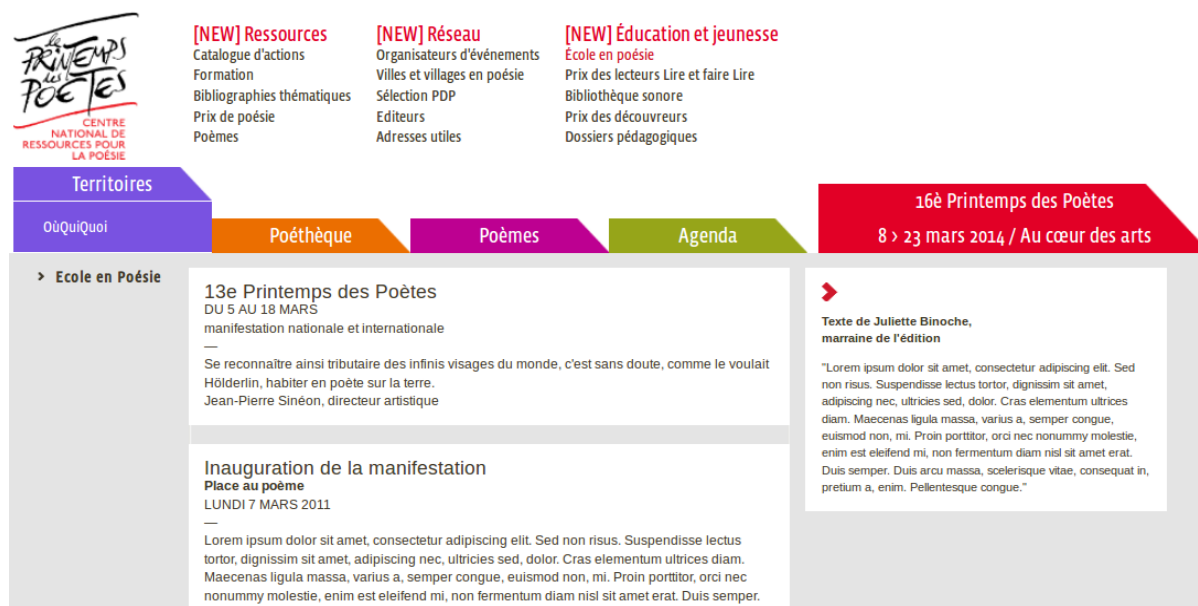 le
PRiNTEMPS
des
POETES
CENTRE
NATIONAL DE
RESSOURCES POUR
LA POÉSIE
[NEW] Ressources
Catalogue d'actions
Formation
Bibliographies thématiques
Prix de poésie
Poèmes
[NEW] Réseau
Organisateurs d'événements
Villes et villages en poésie
Sélection PDP
Editeurs
Adresses utiles
[NEW] Éducation et jeunesse
École en poésie
Prix des lecteurs Lire et faire Lire
Bibliothèque sonore
Prix des découvreurs
Dossiers pédagogiques
Territoires
OùQuiQuoi
Poéthèque
Poèmes
Agenda
16è Printemps des Poètes
8 > 23 mars 2014 / Au cœur des arts
> Ecole en Poésie
13e Printemps des Poètes
DU 5 AU 18 MARS
manifestation nationale et internationale
—
Se reconnaître ainsi tributaire des infinis visages du monde, c'est sans doute, comme le voulait
Hölderlin, habiter en poète sur la terre.
Jean-Pierre Sinéon, directeur artistique
Inauguration de la manifestation
Place au poème
LUNDI 7 MARS 2011
—
Lorem ipsum dolor sit amet, consectetur adipiscing elit. Sed non risus. Suspendisse lectus
tortor, dignissim sit amet, adipiscing nec, ultricies sed, dolor. Cras elementum ultrices diam.
Maecenas ligula massa, varius a, semper congue, euismod non, mi. Proin porttitor, orci nec
nonummy molestie, enim est eleifend mi, non fermentum diam nisl sit amet erat. Duis semper.
Texte de Juliette Binoche,
marraine de l'édition
"Lorem ipsum dolor sit amet, consectetur adipiscing elit. Sed
non risus. Suspendisse lectus tortor, dignissim sit amet,
adipiscing nec, ultricies sed, dolor. Cras elementum ultrices
diam. Maecenas ligula massa, varius a, semper congue,
euismod non, mi. Proin porttitor, orci nec nonummy molestie,
enim est eleifend mi, non fermentum diam nisl sit amet erat.
Duis semper. Duis arcu massa, scelerisque vitae, consequat in,
pretium a, enim. Pellentesque congue."